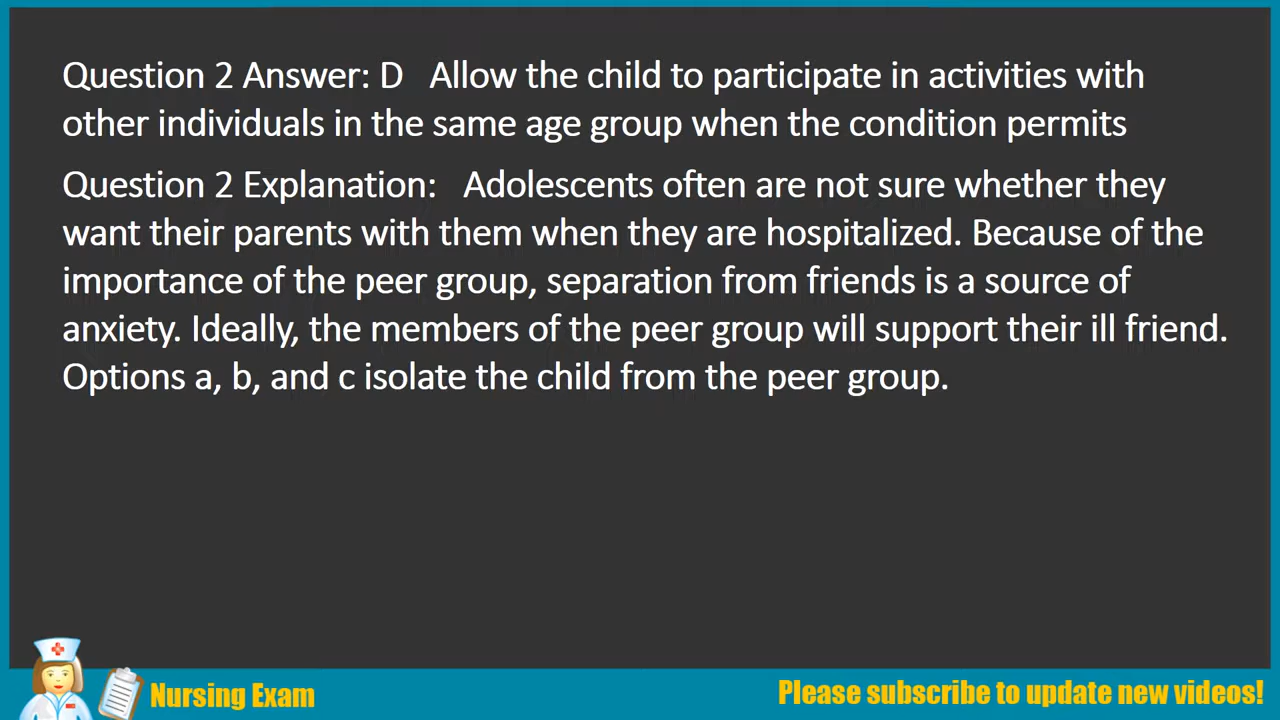 Question 2 Answer: D   Allow the child to participate in activities with
other individuals in the same age group when the condition permits
Question 2 Explanation:   Adolescents often are not sure whether they
want their parents with them when they are hospitalized. Because of the
importance of the peer group, separation from friends is a source of
anxiety. Ideally, the members of the peer group will support their ill friend.
Options a, b, and c isolate the child from the peer group.
Nursing Exam
Please subscribe to update new videos!